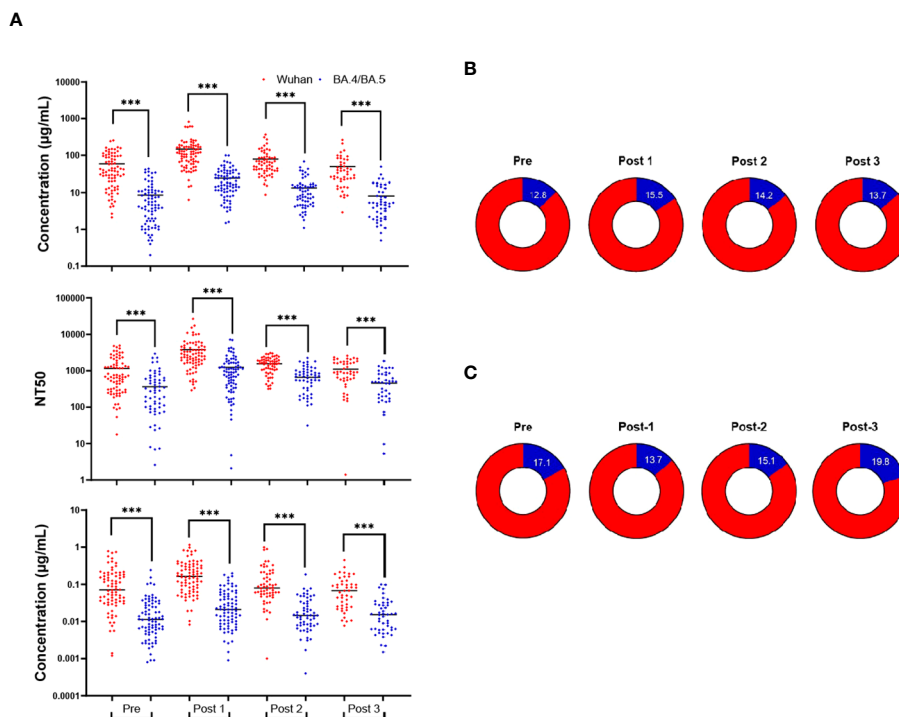 A
Wuhan BA.4/BA.5
Concentration (µg/mL)
10000
1000
100
10
1
0.1
*** *** *** ***
NT50
100000
10000
1000
100
10
1
*** *** *** ***
Concentration (µg/mL)
10
1
0.1
0.01
0.001
0.0001
*** *** *** ***
Pre Post 1 Post 2 Post 3
B
Pre Post 1 Post 2 Post 3
12.8 15.5 14.2 13.7
C
Pre Post-1 Post-2 Post-3
17.1 13.7 15.1 19.8